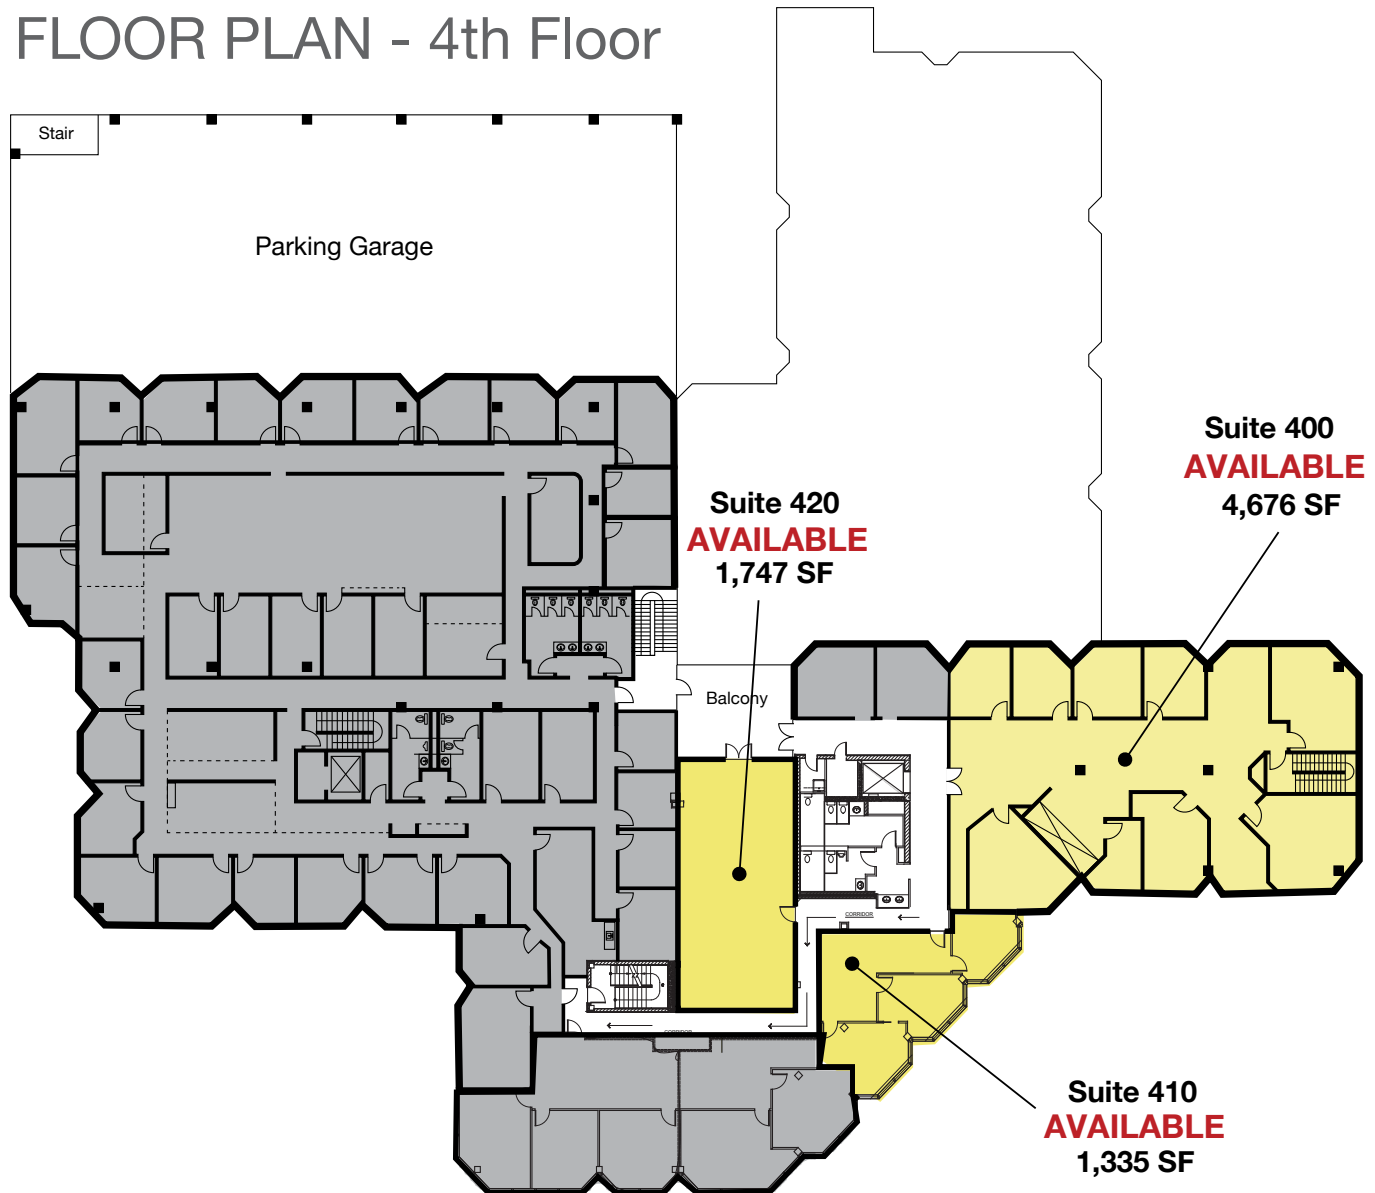 FLOOR PLAN - 4th Floor
Stair
Parking Garage
Suite 400
AVAILABLE
4,676 SF
Suite 420
AVAILABLE
1,747 SF
Balcony
CORRIDOR
CORRIDOR
Suite 410
AVAILABLE
1,335 SF